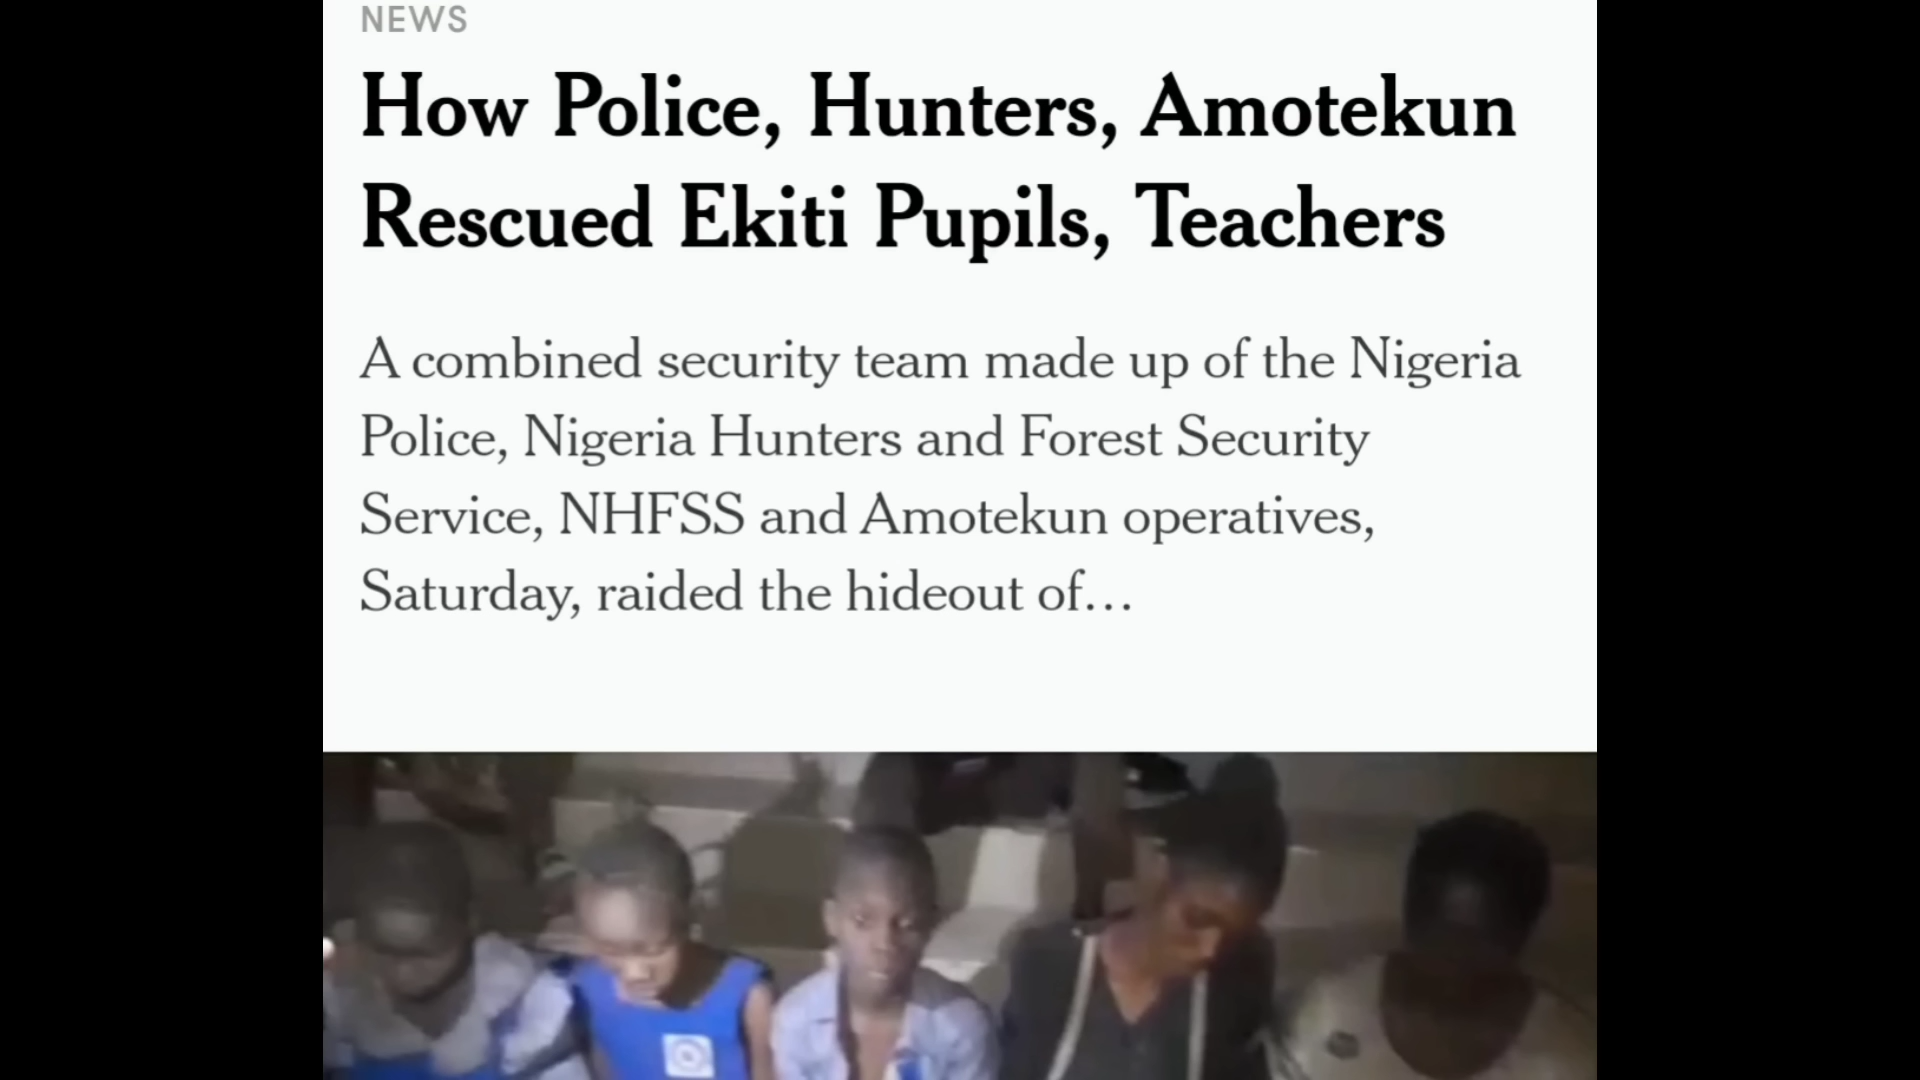 NEWS
How Police, Hunters, Amotekun
Rescued Ekiti Pupils, Teachers
A combined security team made up of the Nigeria
Police, Nigeria Hunters and Forest Security
Service, NHFSS and Amotekun operatives,
Saturday, raided the hideout of…